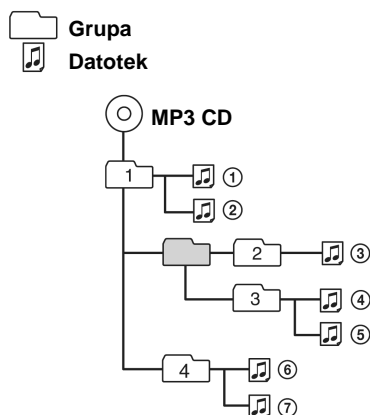 Grupa
Datotek
MP3 CD
1 ①
②
2 ③
3 ④
⑤
4 ⑥
⑦